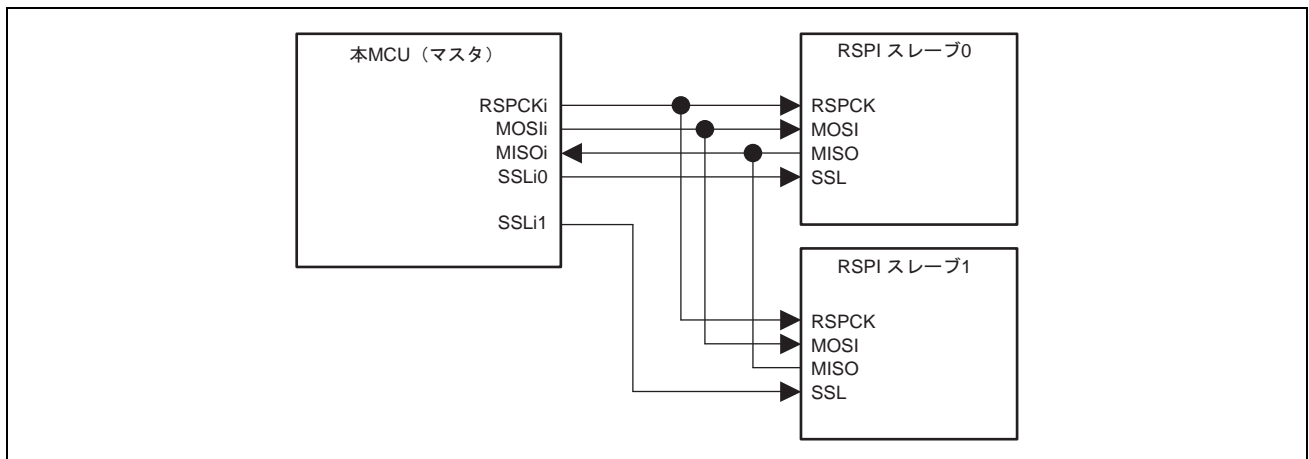 本MCU（マスタ）
RSPCKi
MOSIi
MISOi
SSLi0
SSLi1
RSPI スレーブ0
RSPCK
MOSI
MISO
SSL
RSPI スレーブ1
RSPCK
MOSI
MISO
SSL